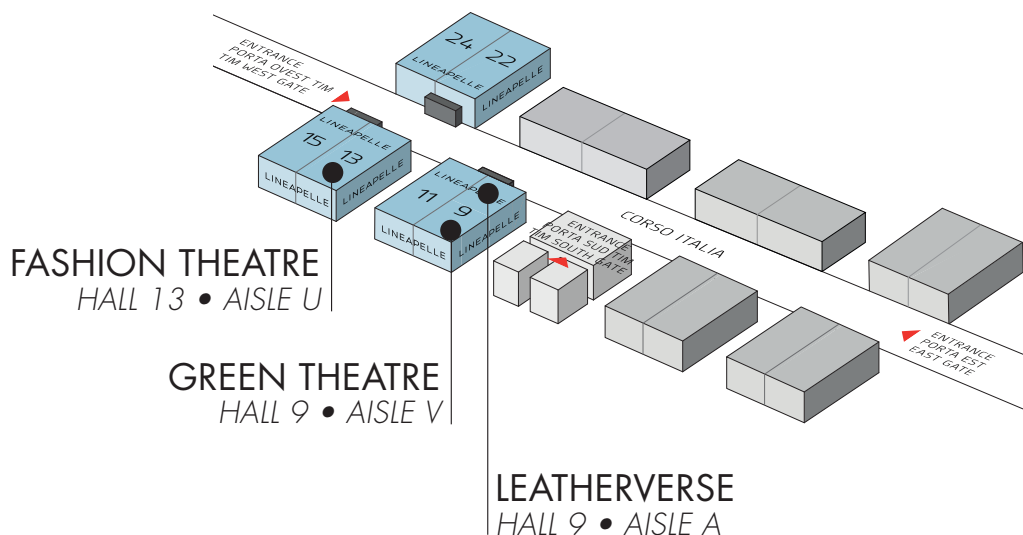 24 22
LINEAPELLE
LINEAPELLE
ENTRANCE
PORTA OVEST TIM
TIM WEST GATE
LINEAPELLE
15 13
LINEAPELLE
LINEAPELLE
LINEAPELLE
11 9
LINEAPELLE
LINEAPELLE
CORSO ITALIA
ENTRANCE
PORTA SUD TIM
TIM SOUTH GATE
ENTRANCE
PORTA EST
EAST GATE
FASHION THEATRE
HALL 13 • AISLE U
GREEN THEATRE
HALL 9 • AISLE V
LEATHERVERSE
HALL 9 • AISLE A